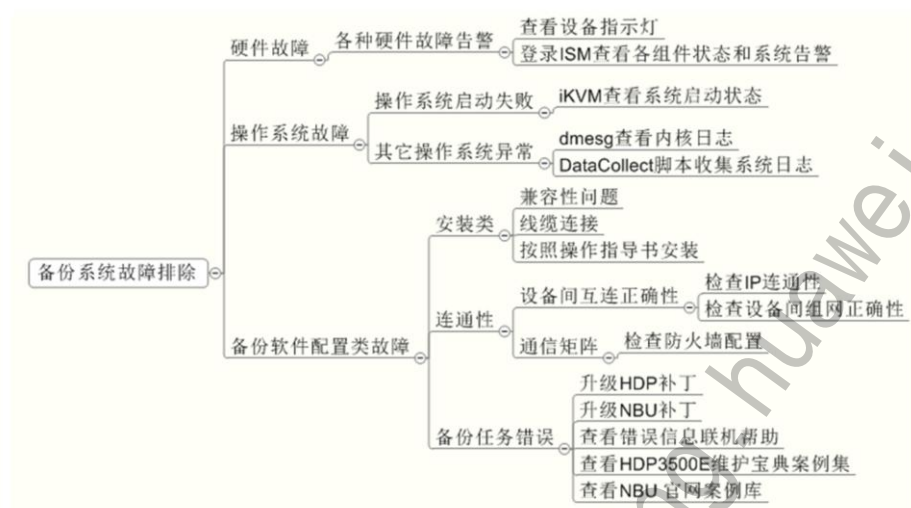 备份系统故障排除
硬件故障
各种硬件故障告警
查看设备指示灯
登录ISM查看各组件状态和系统告警
操作系统故障
操作系统启动失败
iKVM查看系统启动状态
其它操作系统异常
dmesg查看内核日志
DataCollect脚本收集系统日志
备份软件配置类故障
安装类
兼容性问题
线缆连接
按照操作指导书安装
连通性
设备间互连正确性
检查IP连通性
检查设备间组网正确性
通信矩阵
检查防火墙配置
备份任务错误
升级HDP补丁
升级NBU补丁
查看错误信息联机帮助
查看HDP3500E维护宝典案例集
查看NBU 官网案例库
ng.huawei